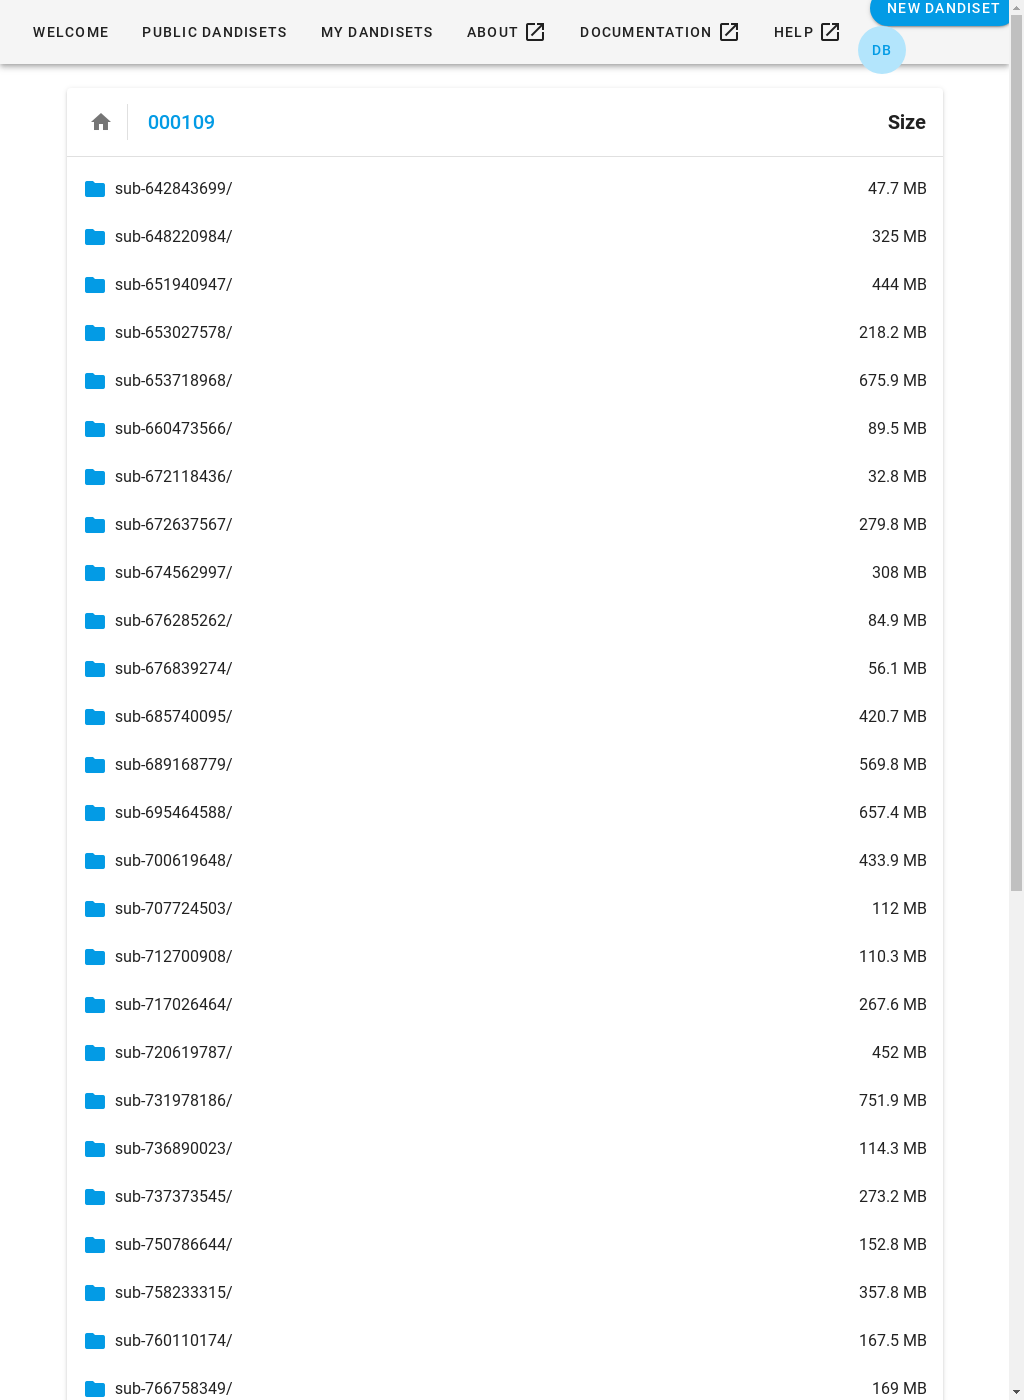 WELCOME PUBLIC DANDISETS MY DANDISETS ABOUT DOCUMENTATION HELP NEW DANDISET
DB
000109 Size
sub-642843699/ 47.7 MB
sub-648220984/ 325 MB
sub-651940947/ 444 MB
sub-653027578/ 218.2 MB
sub-653718968/ 675.9 MB
sub-660473566/ 89.5 MB
sub-672118436/ 32.8 MB
sub-672637567/ 279.8 MB
sub-674562997/ 308 MB
sub-676285262/ 84.9 MB
sub-676839274/ 56.1 MB
sub-685740095/ 420.7 MB
sub-689168779/ 569.8 MB
sub-695464588/ 657.4 MB
sub-700619648/ 433.9 MB
sub-707724503/ 112 MB
sub-712700908/ 110.3 MB
sub-717026464/ 267.6 MB
sub-720619787/ 452 MB
sub-731978186/ 751.9 MB
sub-736890023/ 114.3 MB
sub-737373545/ 273.2 MB
sub-750786644/ 152.8 MB
sub-758233315/ 357.8 MB
sub-760110174/ 167.5 MB
sub-766758349/ 169 MB